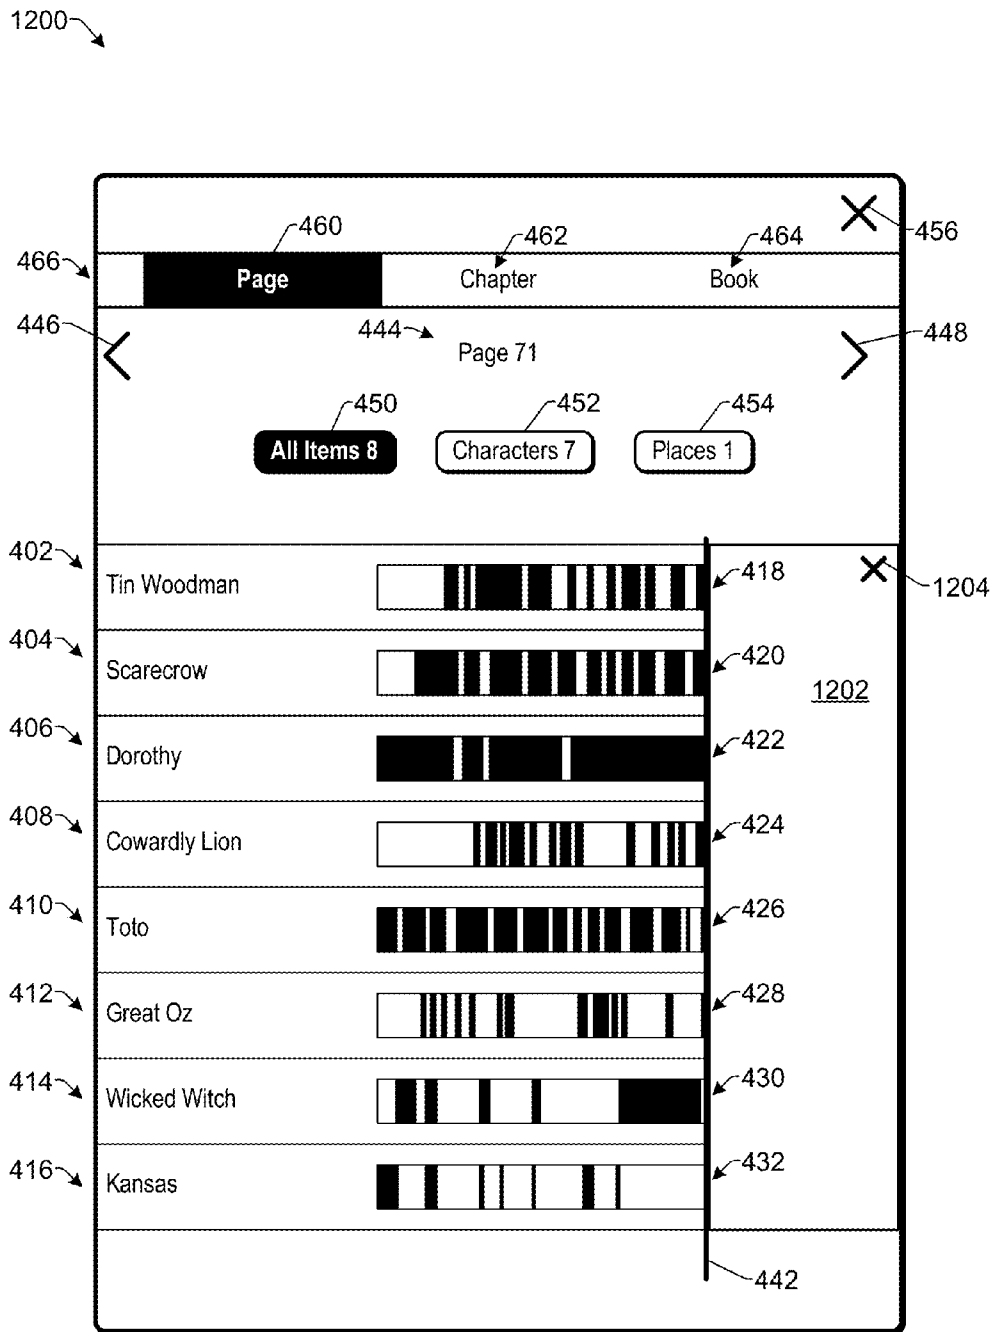 1200
456
460
462
464
466
Page
Chapter
Book
446
444
448
Page 71
450
452
454
All Items 8
Characters 7
Places 1
402
Tin Woodman
418
1204
404
Scarecrow
420
1202
406
Dorothy
422
408
Cowardly Lion
424
410
Toto
426
412
Great Oz
428
414
Wicked Witch
430
416
Kansas
432
442